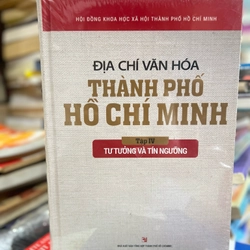 HỘI ĐỒNG KHOA HỌC XÃ HỘI THÀNH PHỐ HỒ CHÍ MINH
ĐỊA CHÍ VĂN HÓA
THÀNH PHỐ
HỒ CHÍ MINH
Tập IV
TƯ TƯỞNG VÀ TÍN NGƯỠNG